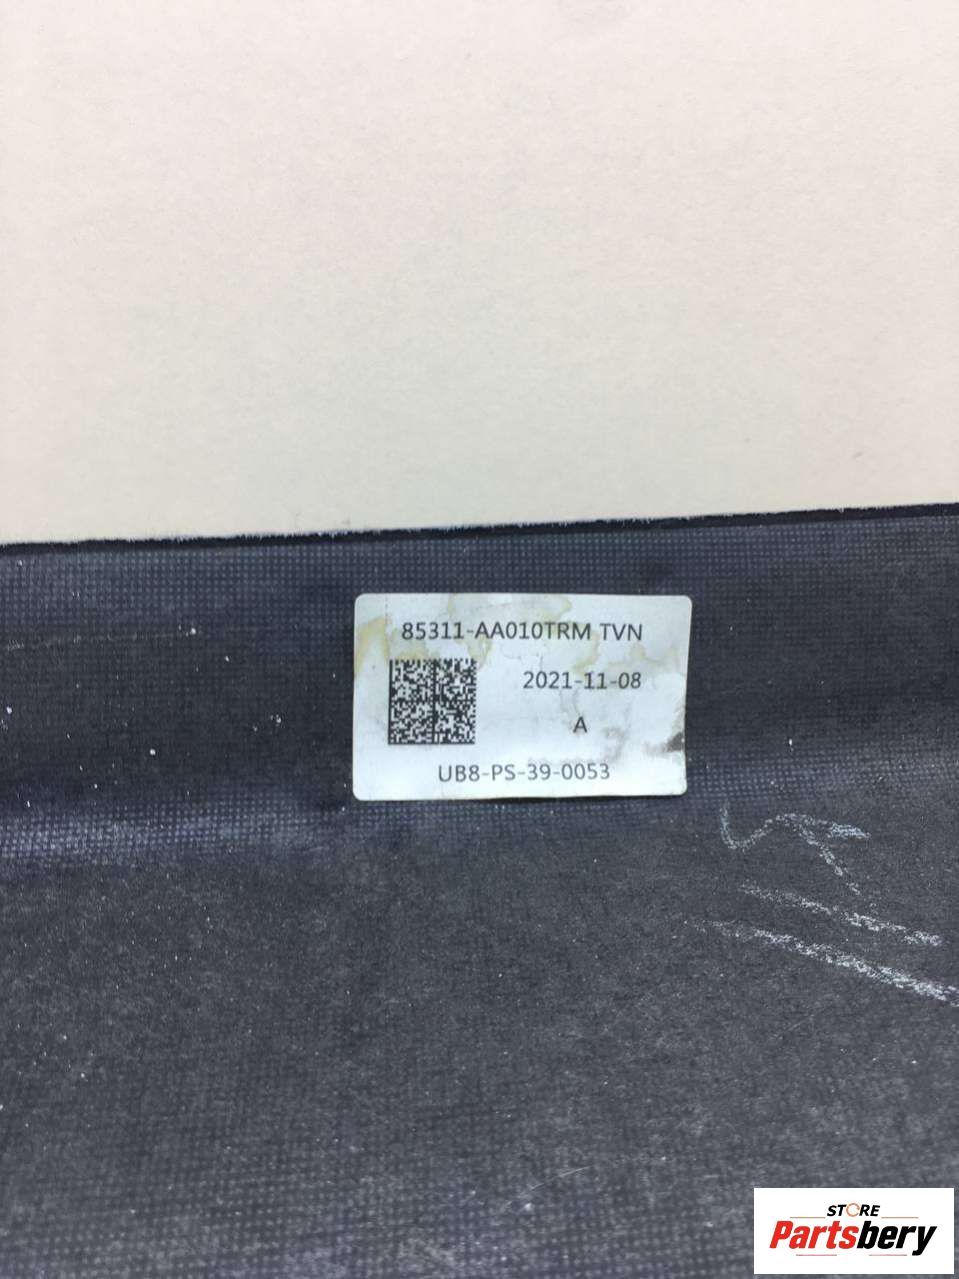 85311-AA010TRM TVN
2021-11-08
A
UB8-PS-39-0053
STORE
Partsbery